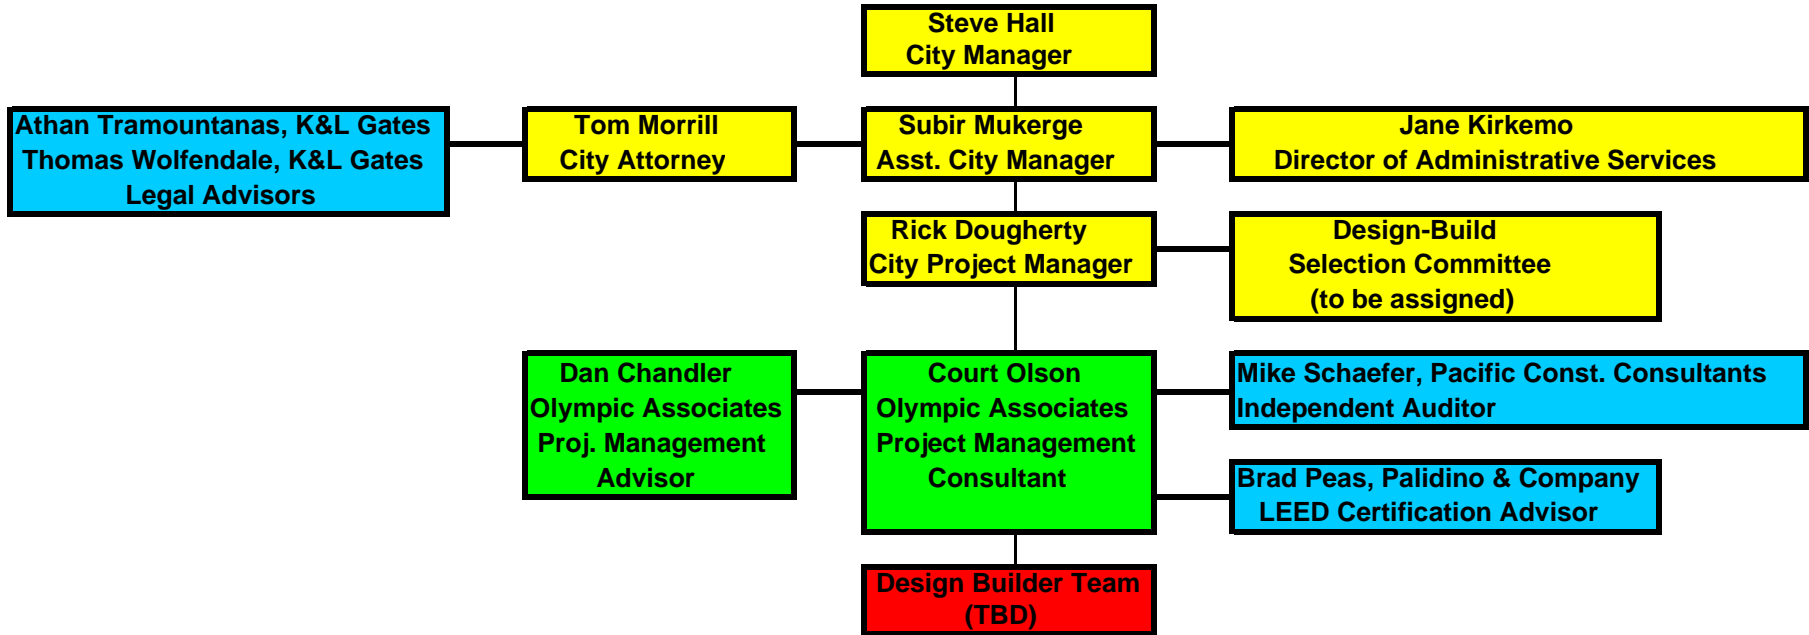 Steve Hall
City Manager
Athan Tramountanas, K&L Gates
Thomas Wolfendale, K&L Gates
Legal Advisors
Tom Morrill
City Attorney
Subir Mukerge
Asst. City Manager
Jane Kirkemo
Director of Administrative Services
Rick Dougherty
City Project Manager
Design-Build
Selection Committee
(to be assigned)
Dan Chandler
Olympic Associates
Proj. Management
Advisor
Court Olson
Olympic Associates
Project Management
Consultant
Mike Schaefer, Pacific Const. Consultants
Independent Auditor
Brad Peas, Palidino & Company
LEED Certification Advisor
Design Builder Team
(TBD)